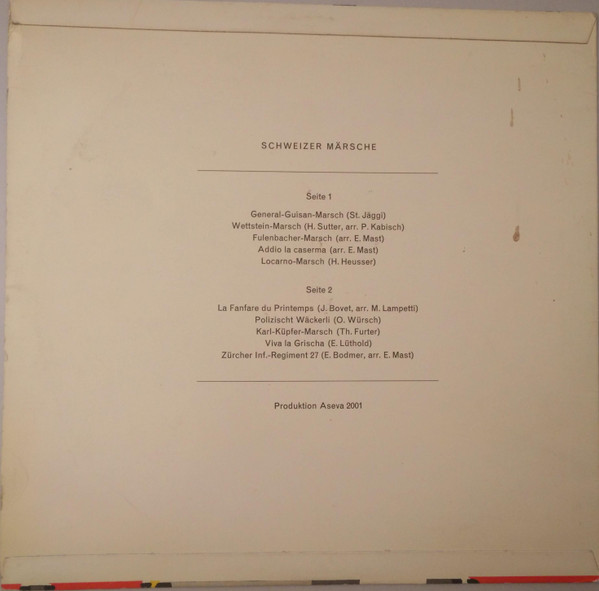 SCHWEIZER MÄRSCHE
Seite 1
General-Guisan-Marsch (St. Jäggi)
Wettstein-Marsch (H. Sutter, arr. P. Kabisch)
Fulenbacher-Marsch (arr. E. Mast)
Addio la caserma (arr. E. Mast)
Locarno-Marsch (H. Heusser)
Seite 2
La Fanfare du Printemps (J. Bovet, arr. M. Lampetti)
Polizischt Wäckerli (O. Würsch)
Karl-Küpfer-Marsch (Th. Furter)
Viva la Grischa (E. Lüthold)
Zürcher Inf.-Regiment 27 (E. Bodmer, arr. E. Mast)
Produktion Aseva 2001